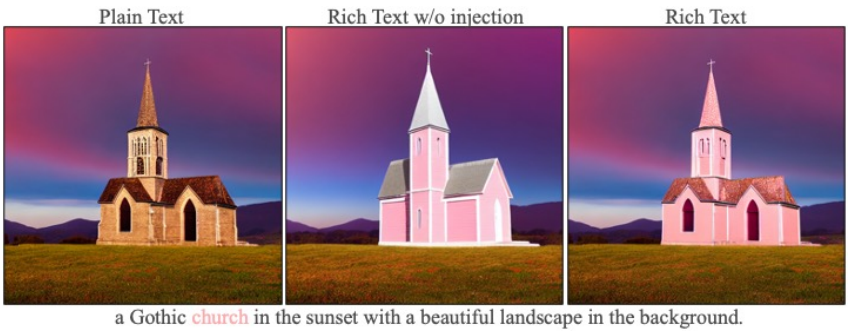 Plain Text
Rich Text w/o injection
Rich Text
a Gothic church in the sunset with a beautiful landscape in the background.